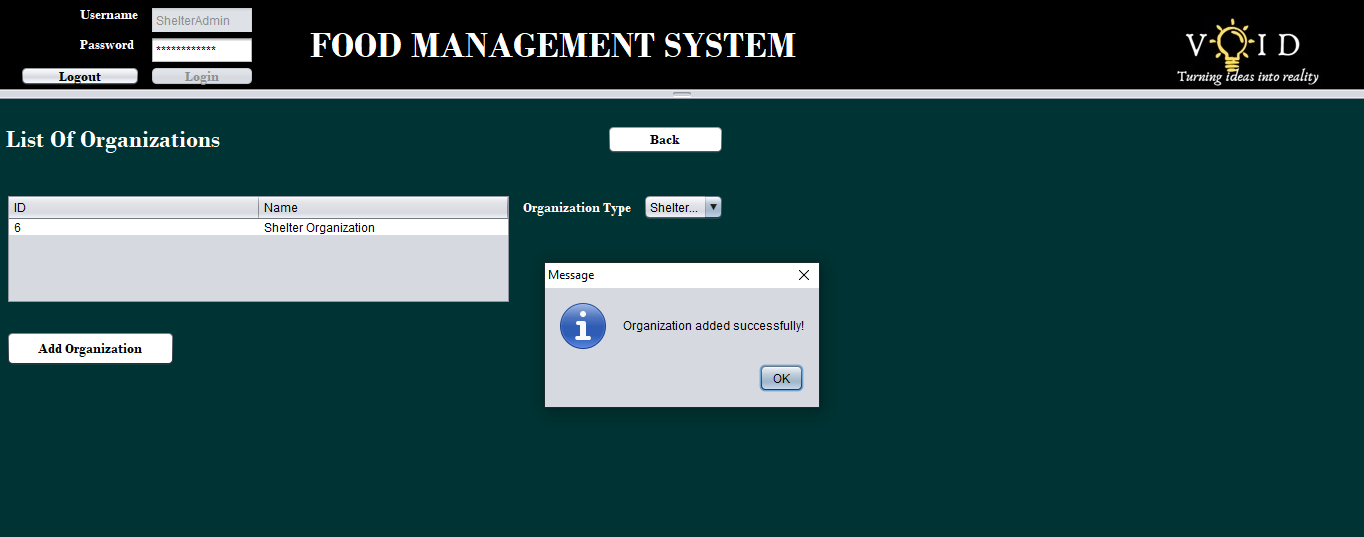 Username
ShelterAdmin
Password
************
Logout
Login
FOOD MANAGEMENT SYSTEM
VOID
Turning ideas into reality
List Of Organizations
Back
ID Name
6 Shelter Organization
Organization Type
Shelter...
Message
Organization added successfully!
OK
Add Organization